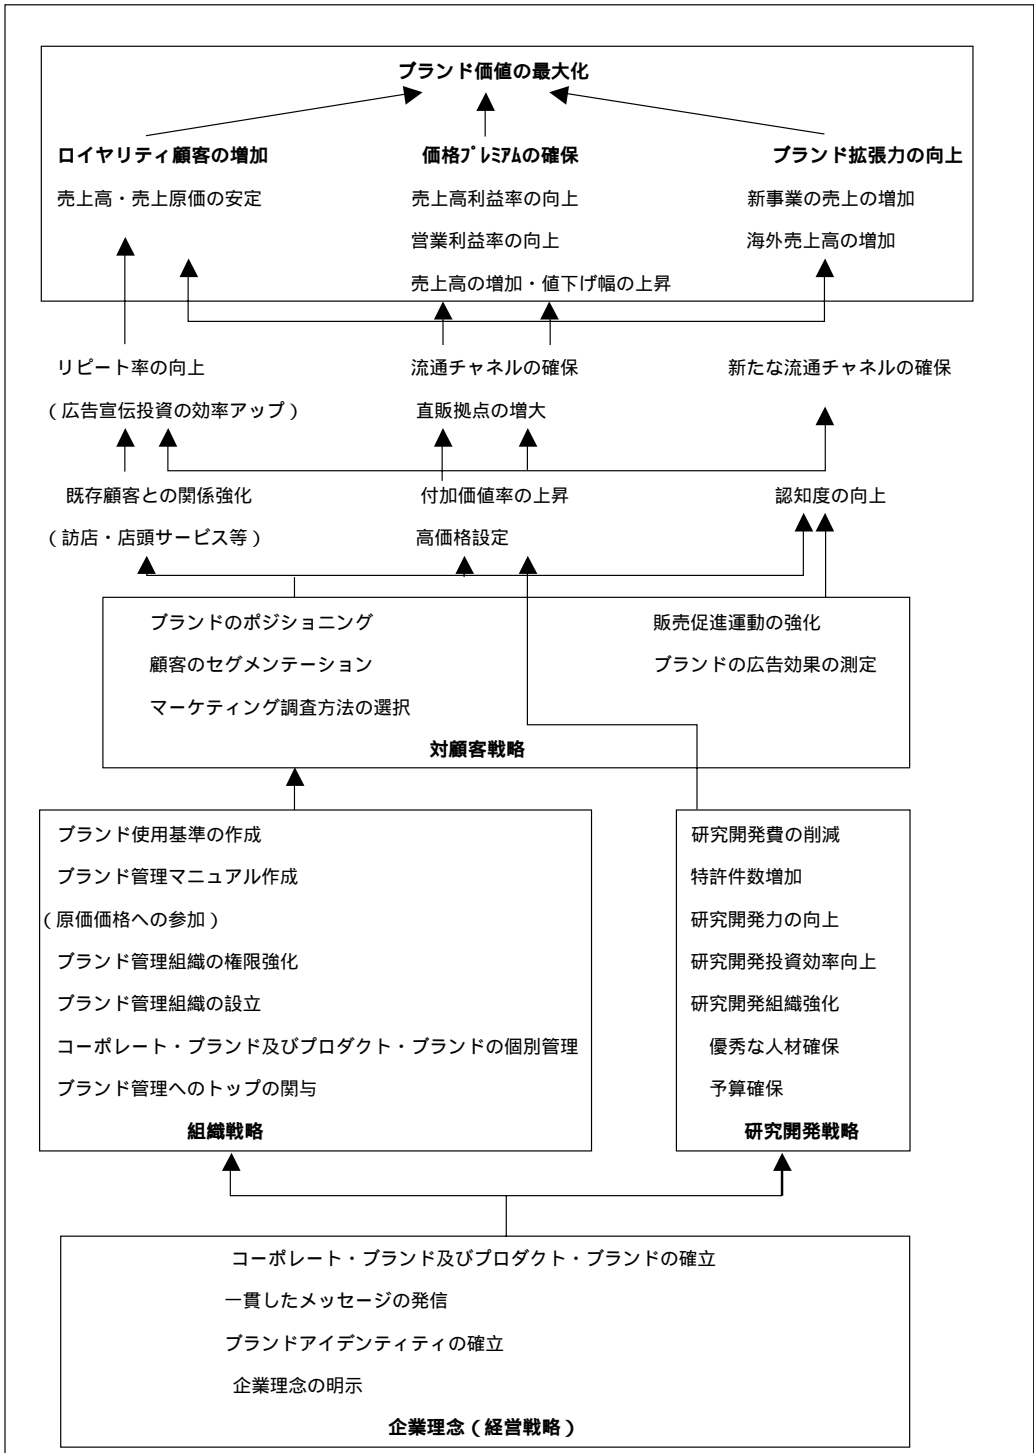 ブランド価値の最大化
ロイヤリティ顧客の増加 価格プレミアムの確保 ブランド拡張力の向上
売上高・売上原価の安定 売上高利益率の向上 新事業の売上の増加
営業利益率の向上 海外売上高の増加
売上高の増加・値下げ幅の上昇
リピート率の向上 流通チャネルの確保 新たな流通チャネルの確保
(広告宣伝投資の効率アップ) 直販拠点の増大
既存顧客との関係強化 付加価値率の上昇 認知度の向上
(訪店・店頭サービス等) 高価格設定
ブランドのポジショニング 販売促進運動の強化
顧客のセグメンテーション ブランドの広告効果の測定
マーケティング調査方法の選択
対顧客戦略
ブランド使用基準の作成
ブランド管理マニュアル作成
(原価価格への参加)
ブランド管理組織の権限強化
ブランド管理組織の設立
コーポレート・ブランド及びプロダクト・ブランドの個別管理
ブランド管理へのトップの関与
組織戦略
研究開発費の削減
特許件数増加
研究開発力の向上
研究開発投資効率向上
研究開発組織強化
優秀な人材確保
予算確保
研究開発戦略
コーポレート・ブランド及びプロダクト・ブランドの確立
一貫したメッセージの発信
ブランドアイデンティティの確立
企業理念の明示
企業理念(経営戦略)